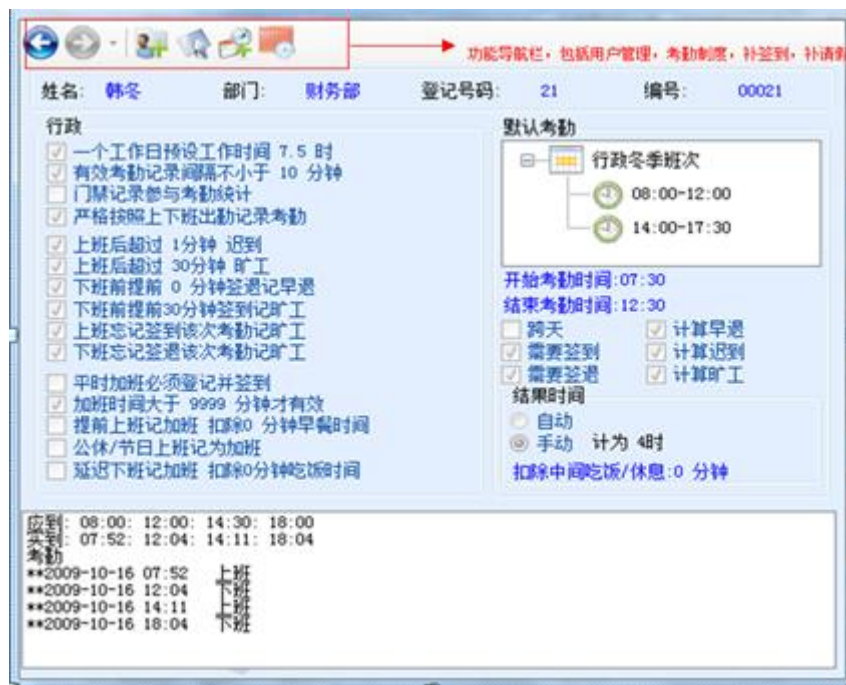 功能导航栏，包括用户管理，考勤制度，补签到，补请
姓名: 韩冬 部门: 财务部 登记号码: 21 编号: 00021
行政
一个工作日预设工作时间 7.5 时
有效考勤记录间隔不小于 10 分钟
门禁记录参与考勤统计
严格按照上下班出勤记录考勤
上班后超过 1分钟 迟到
上班后超过 30分钟 旷工
下班前提前 0 分钟签退记早退
下班前提前30分钟签到记旷工
上班忘记签到该次考勤记旷工
下班忘记签退该次考勤记旷工
平时加班必须登记并签到
加班时间大于 9999 分钟才有效
提前上班记加班 扣除0 分钟早餐时间
公休/节日上班记为加班
延迟下班记加班 扣除0分钟吃饭时间
默认考勤
行政冬季班次
08:00-12:00
14:00-17:30
开始考勤时间:07:30
结束考勤时间:12:30
跨天 计算早退
需要签到 计算迟到
需要签退 计算旷工
结果时间
自动
手动 计为 4时
扣除中间吃饭/休息:0 分钟
应到: 08:00: 12:00: 14:30: 18:00
实到: 07:52: 12:04: 14:11: 18:04
考勤
**2009-10-16 07:52 上班
**2009-10-16 12:04 下班
**2009-10-16 14:11 上班
**2009-10-16 18:04 下班